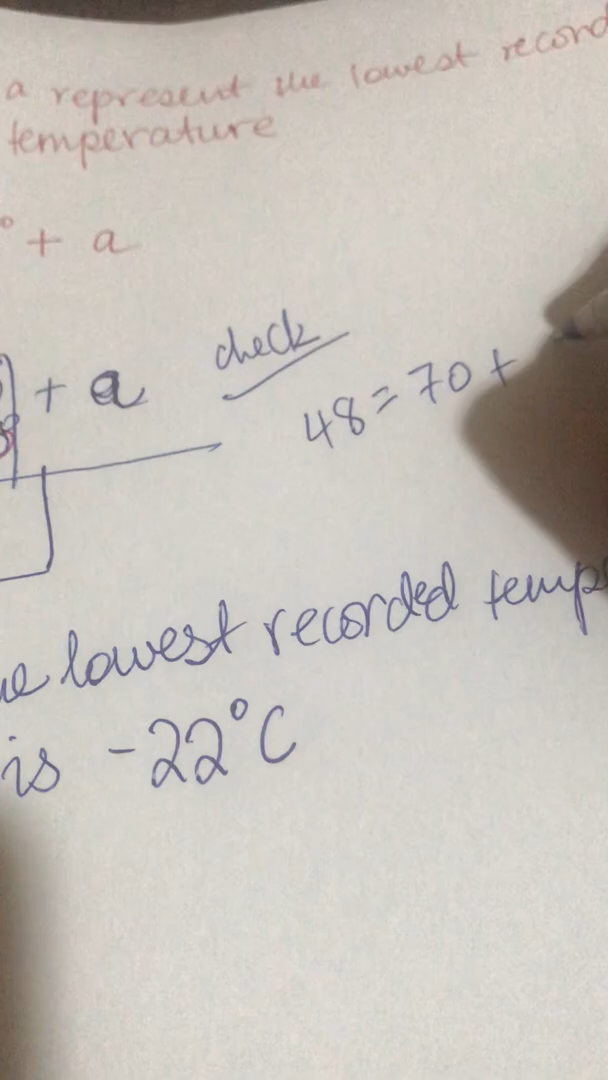 a represent the lowest record
temperature
° + a
+ a
check
48 = 70 +
lowest recorded temp
is -22°C